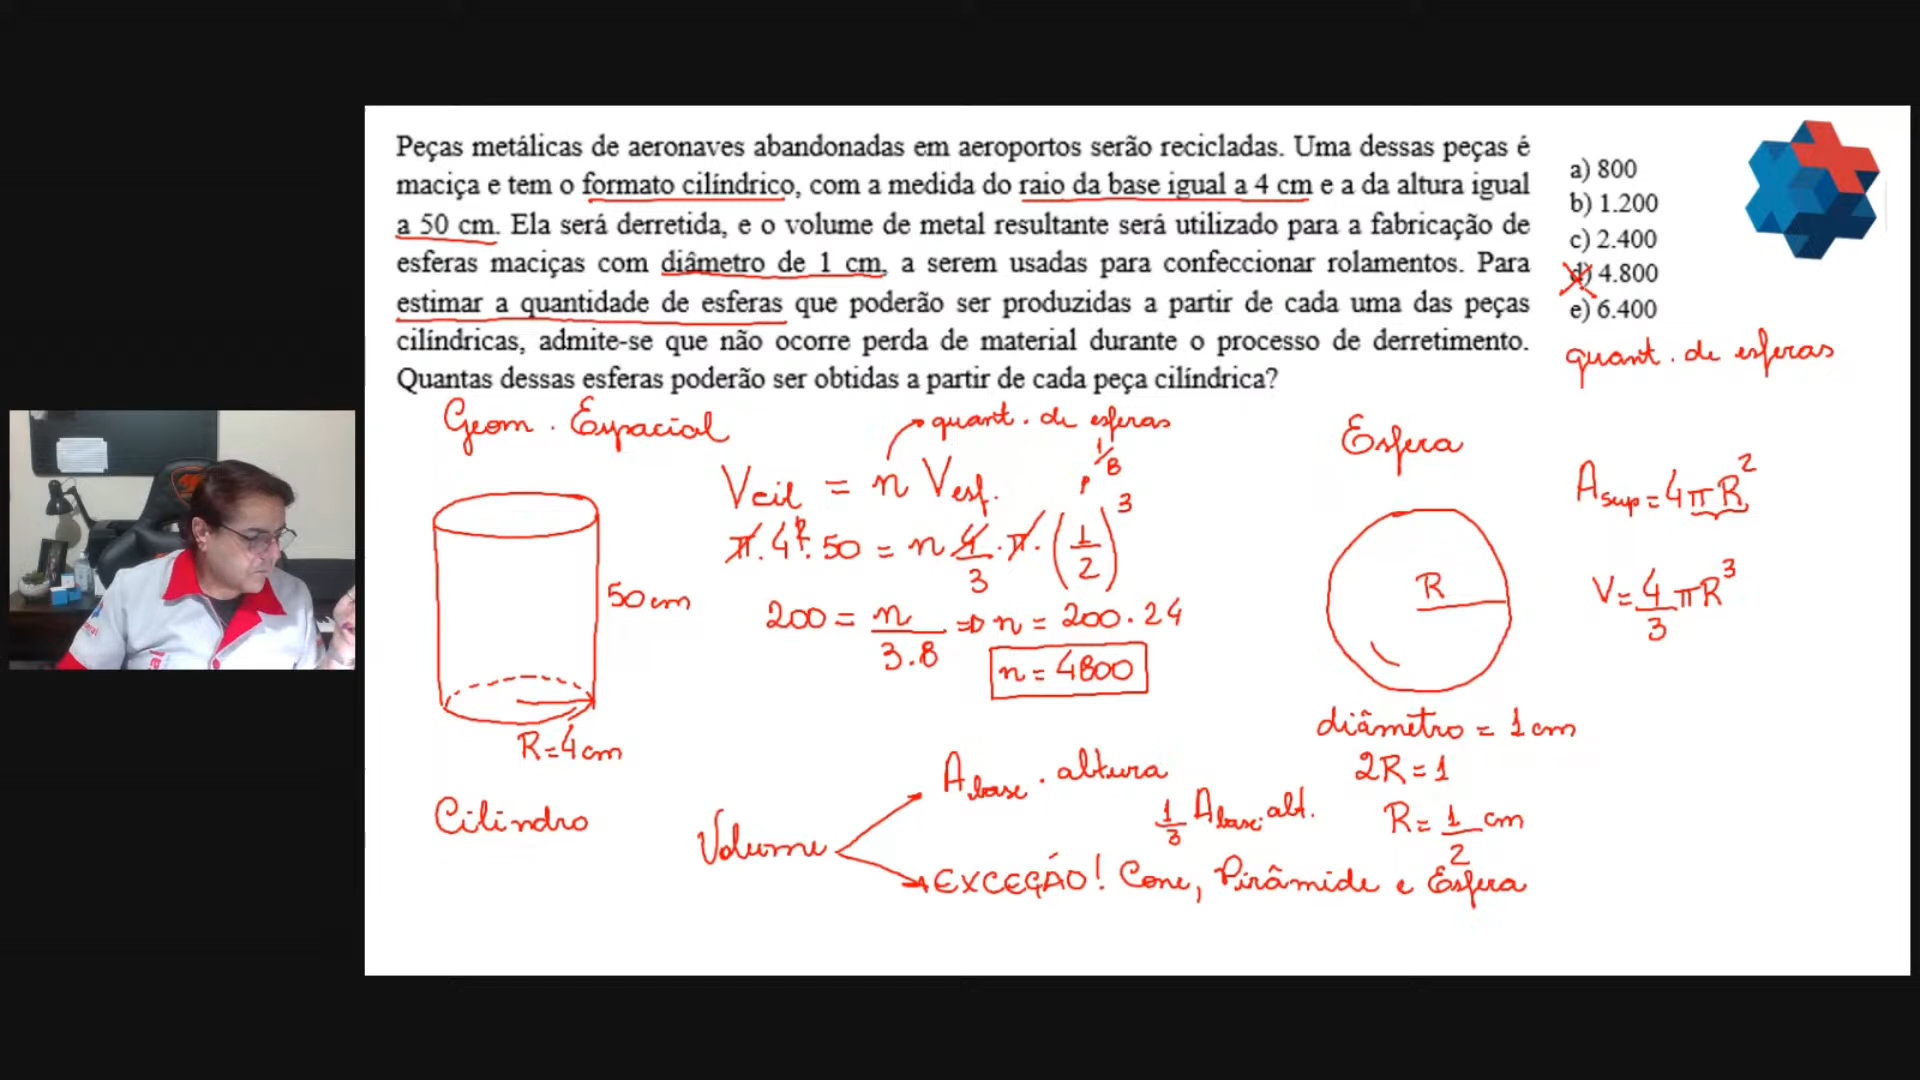 Peças metálicas de aeronaves abandonadas em aeroportos serão recicladas. Uma dessas peças é
maciça e tem o formato cilíndrico, com a medida do raio da base igual a 4 cm e a da altura igual
a 50 cm. Ela será derretida, e o volume de metal resultante será utilizado para a fabricação de
esferas maciças com diâmetro de 1 cm, a serem usadas para confeccionar rolamentos. Para
estimar a quantidade de esferas que poderão ser produzidas a partir de cada uma das peças
cilíndricas, admite-se que não ocorre perda de material durante o processo de derretimento.
Quantas dessas esferas poderão ser obtidas a partir de cada peça cilíndrica?
a) 800
b) 1.200
c) 2.400
d) 4.800
e) 6.400
quant. de esferas
Geom. Espacial
quant. de esferas
Vcil = n Vesf.
1/8
π.4².50 = n 4/3 . π. (1/2)³
200 = n/3.8 ⇒ n = 200.24
n = 4800
50cm
R=4cm
Cilindro
Volume
Abase . altura
1/3 Abase.alt.
EXCEÇÃO! Cone, Pirâmide e Esfera
Esfera
R
diâmetro = 1cm
2R=1
R=1/2 cm
Asup=4πR²
V=4/3 πR³